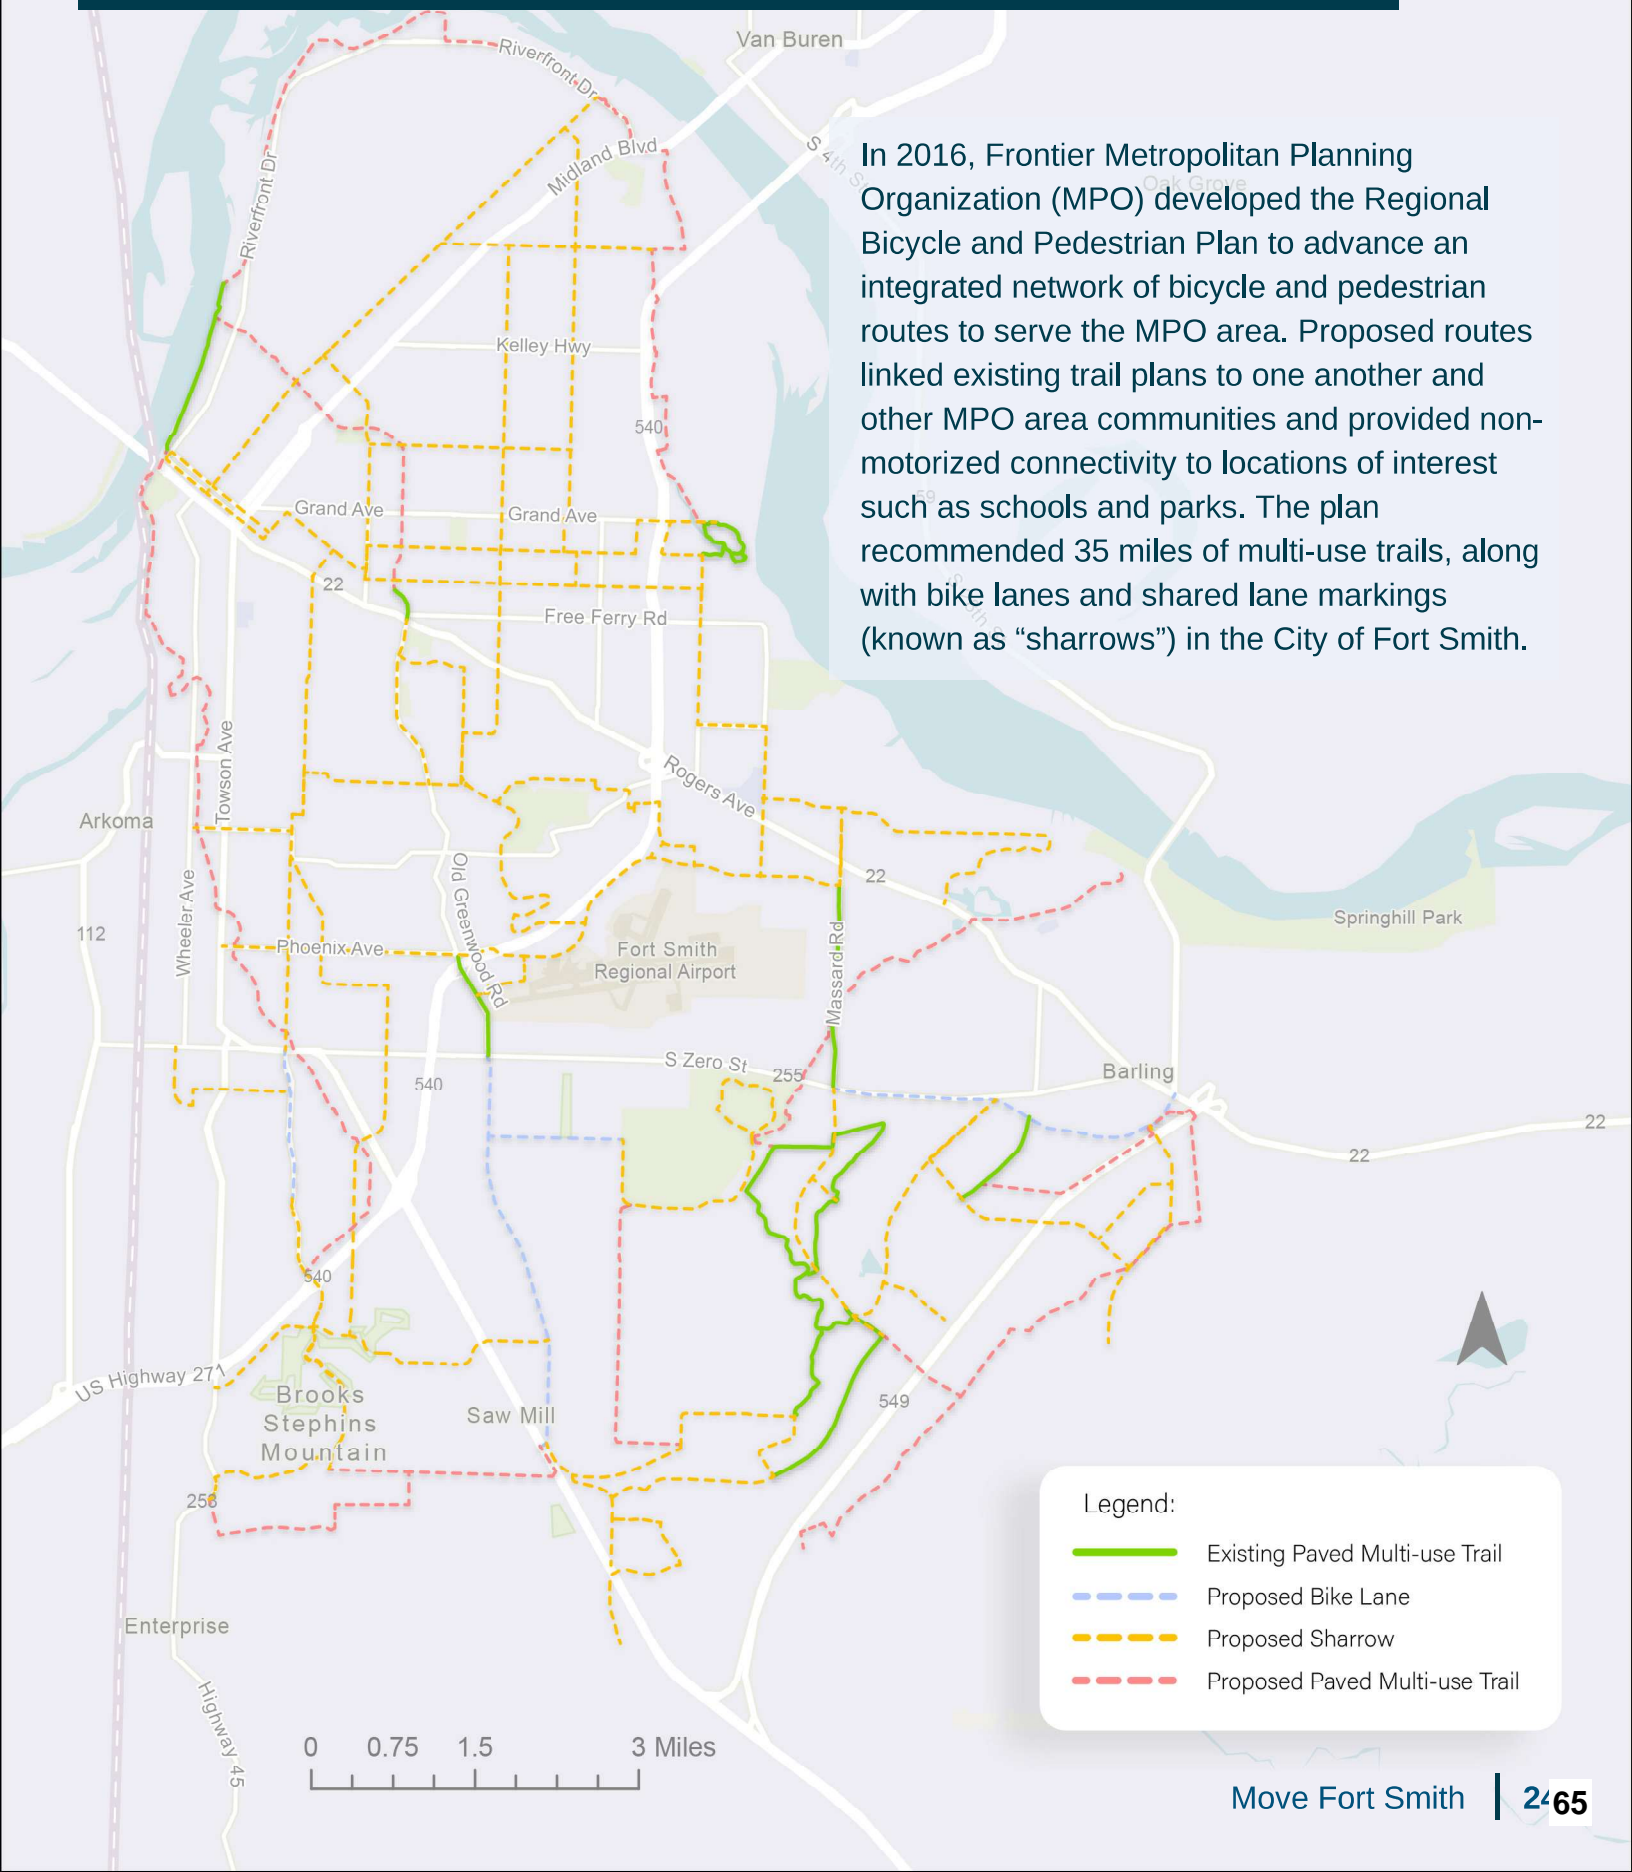 Van Buren
Riverfront Dr
Midland Blvd
S 4th St
Oak Grove
In 2016, Frontier Metropolitan Planning
Organization (MPO) developed the Regional
Bicycle and Pedestrian Plan to advance an
integrated network of bicycle and pedestrian
routes to serve the MPO area. Proposed routes
linked existing trail plans to one another and
other MPO area communities and provided non-
motorized connectivity to locations of interest
such as schools and parks. The plan
recommended 35 miles of multi-use trails, along
with bike lanes and shared lane markings
(known as “sharrows”) in the City of Fort Smith.
Riverfront Dr
Kelley Hwy
540
59
Grand Ave
Grand Ave
22
Free Ferry Rd
Towson Ave
Rogers Ave
Arkoma
Old Greenwood Rd
22
Wheeler Ave
112
Phoenix Ave
Fort Smith
Regional Airport
Massard Rd
Springhill Park
S Zero St
255
540
Barling
22
22
540
US Highway 271
Brooks
Stephins
Mountain
Saw Mill
549
253
Enterprise
Highway 45
Legend:
Existing Paved Multi-use Trail
Proposed Bike Lane
Proposed Sharrow
Proposed Paved Multi-use Trail
0 0.75 1.5 3 Miles
Move Fort Smith | 24
65